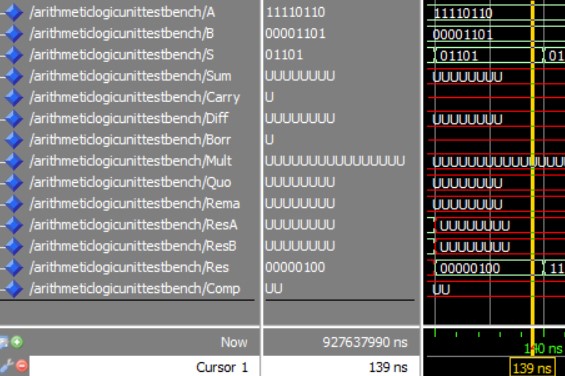 /arithmeticlogicunittestbench/A 11110110 11110110
/arithmeticlogicunittestbench/B 00001101 00001101
/arithmeticlogicunittestbench/S 01101 01101 01
/arithmeticlogicunittestbench/Sum UUUUUUUU UUUUUUUU
/arithmeticlogicunittestbench/Carry U
/arithmeticlogicunittestbench/Diff UUUUUUUU UUUUUUUU
/arithmeticlogicunittestbench/Borr U
/arithmeticlogicunittestbench/Mult UUUUUUUUUUUUUUUU UUUUUUUUUUUUUUUU
/arithmeticlogicunittestbench/Quo UUUUUUUU UUUUUUUU
/arithmeticlogicunittestbench/Rema UUUUUUUU UUUUUUUU
/arithmeticlogicunittestbench/ResA UUUUUUUU UUUUUUUU
/arithmeticlogicunittestbench/ResB UUUUUUUU UUUUUUUU
/arithmeticlogicunittestbench/Res 00000100 00000100 11
/arithmeticlogicunittestbench/Comp UU UU
Now 927637990 ns 140 ns
Cursor 1 139 ns 139 ns